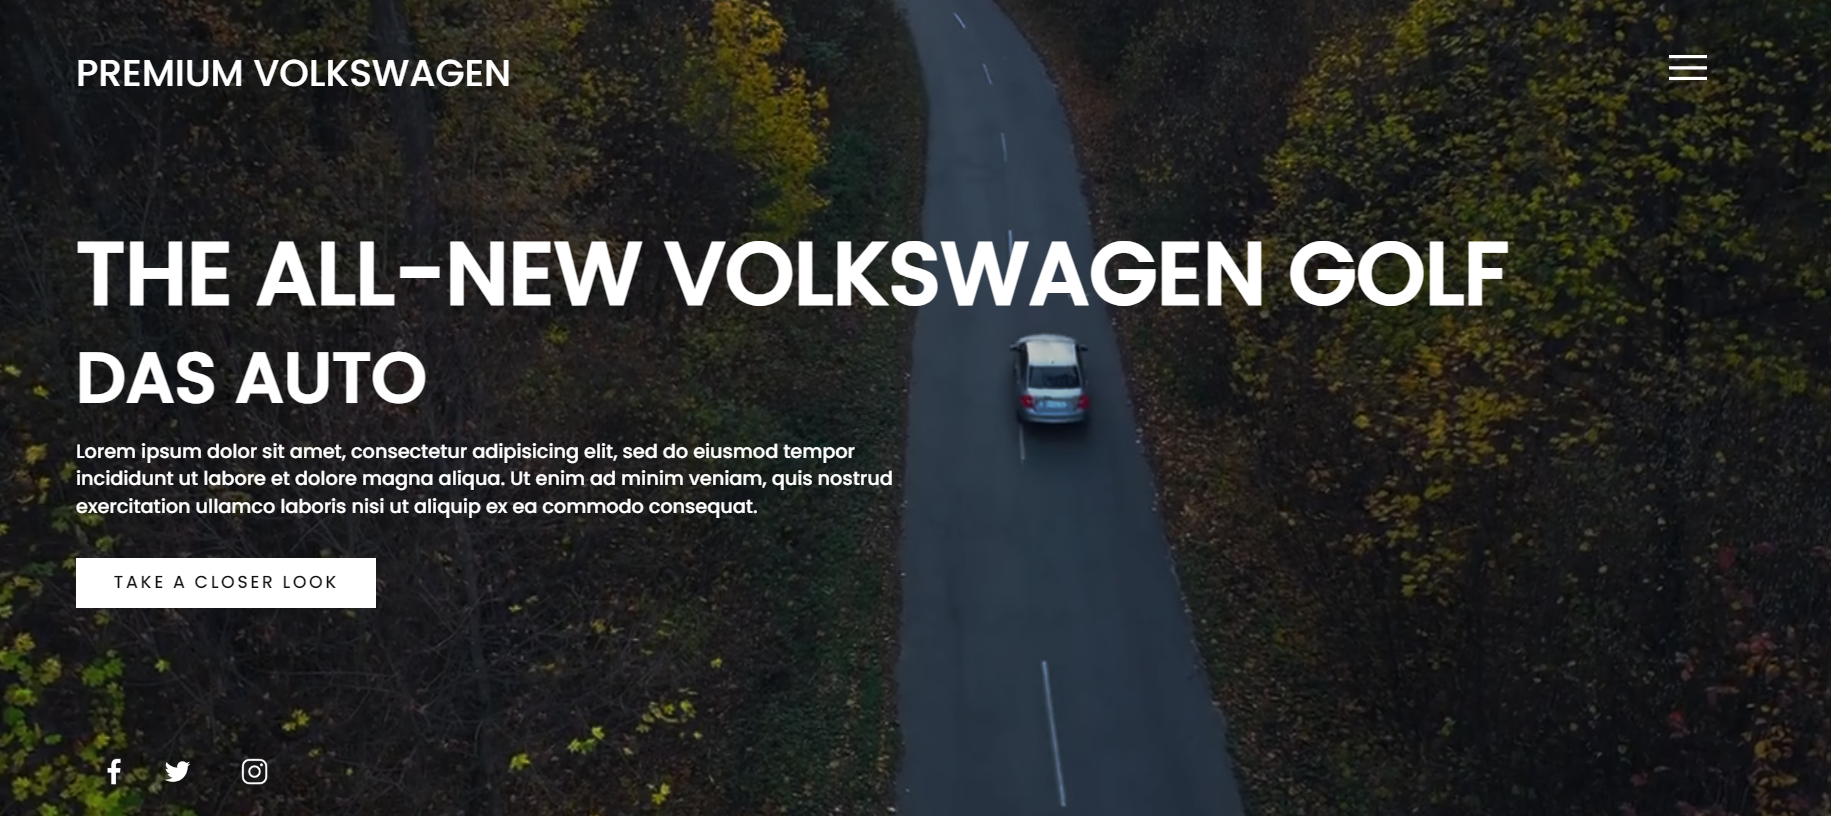 PREMIUM VOLKSWAGEN
THE ALL-NEW VOLKSWAGEN GOLF
DAS AUTO
Lorem ipsum dolor sit amet, consectetur adipisicing elit, sed do eiusmod tempor
incididunt ut labore et dolore magna aliqua. Ut enim ad minim veniam, quis nostrud
exercitation ullamco laboris nisi ut aliquip ex ea commodo consequat.
TAKE A CLOSER LOOK